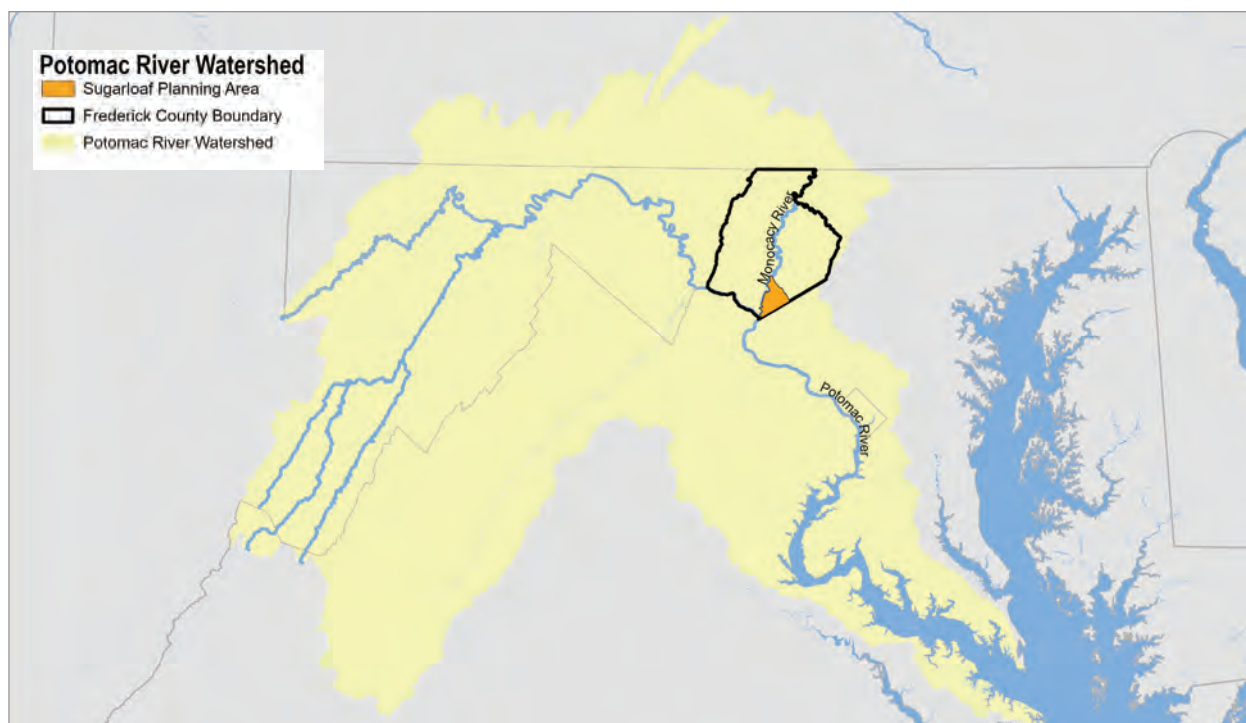 Potomac River Watershed
Sugarloaf Planning Area
Frederick County Boundary
Potomac River Watershed
Monocacy River
Potomac River